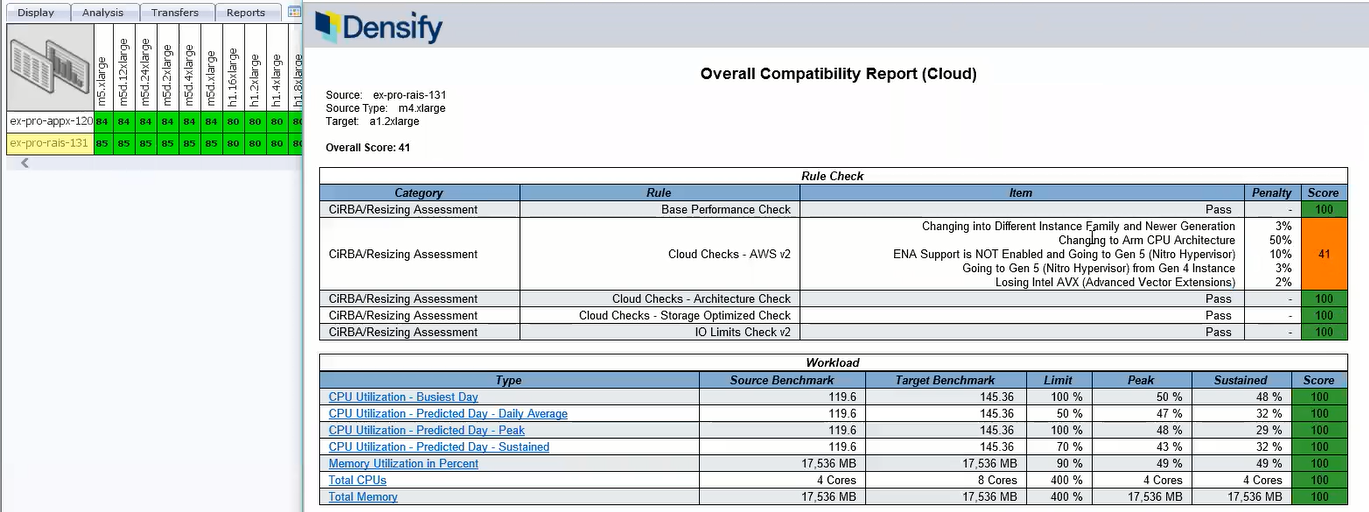 Display Analysis Transfers Reports
m5.xlarge
m5d.12xlarge
m5d.24xlarge
m5d.2xlarge
m5d.4xlarge
m5d.xlarge
h1.16xlarge
h1.2xlarge
h1.4xlarge
h1.8xlarge
ex-pro-appx-120 84 84 84 84 84 84 80 80 80 80
ex-pro-rais-131 85 85 85 85 85 85 80 80 80 80
Densify
Overall Compatibility Report (Cloud)
Source: ex-pro-rais-131
Source Type: m4.xlarge
Target: a1.2xlarge
Overall Score: 41
Rule Check
Category Rule Item Penalty Score
CiRBA/Resizing Assessment Base Performance Check Pass - 100
Changing into Different Instance Family and Newer Generation 3%
Changing to Arm CPU Architecture 50%
CiRBA/Resizing Assessment Cloud Checks - AWS v2 ENA Support is NOT Enabled and Going to Gen 5 (Nitro Hypervisor) 10% 41
Going to Gen 5 (Nitro Hypervisor) from Gen 4 Instance 3%
Losing Intel AVX (Advanced Vector Extensions) 2%
CiRBA/Resizing Assessment Cloud Checks - Architecture Check Pass - 100
CiRBA/Resizing Assessment Cloud Checks - Storage Optimized Check Pass - 100
CiRBA/Resizing Assessment IO Limits Check v2 Pass - 100
Workload
Type Source Benchmark Target Benchmark Limit Peak Sustained Score
CPU Utilization - Busiest Day 119.6 145.36 100 % 50 % 48 % 100
CPU Utilization - Predicted Day - Daily Average 119.6 145.36 50 % 47 % 32 % 100
CPU Utilization - Predicted Day - Peak 119.6 145.36 100 % 48 % 29 % 100
CPU Utilization - Predicted Day - Sustained 119.6 145.36 70 % 43 % 32 % 100
Memory Utilization in Percent 17,536 MB 17,536 MB 90 % 49 % 49 % 100
Total CPUs 4 Cores 8 Cores 400 % 4 Cores 4 Cores 100
Total Memory 17,536 MB 17,536 MB 400 % 17,536 MB 17,536 MB 100